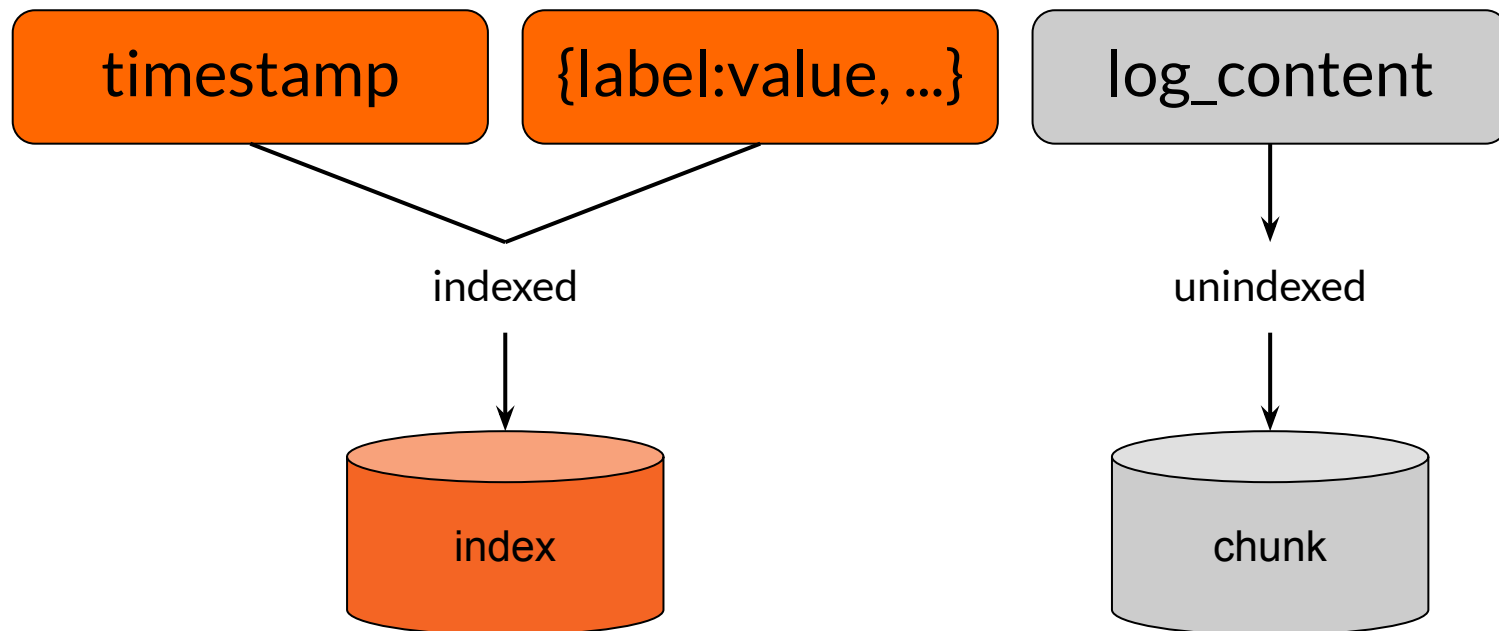 timestamp
{label:value, ...}
log_content
indexed
unindexed
index
chunk